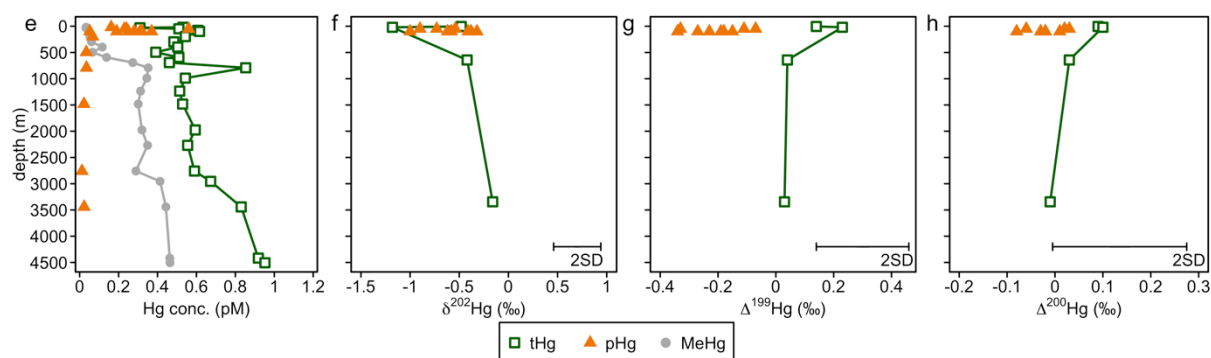 e
f
g
h
depth (m)
0
500
1000
1500
2000
2500
3000
3500
4000
4500
2SD
2SD
2SD
0 0.2 0.4 0.6 0.8 1 1.2
-1.5 -1 -0.5 0 0.5 1
-0.4 -0.2 0 0.2 0.4
-0.2 -0.1 0 0.1 0.2 0.3
Hg conc. (pM)
δ²⁰²Hg (‰)
Δ¹⁹⁹Hg (‰)
Δ²⁰⁰Hg (‰)
tHg pHg MeHg